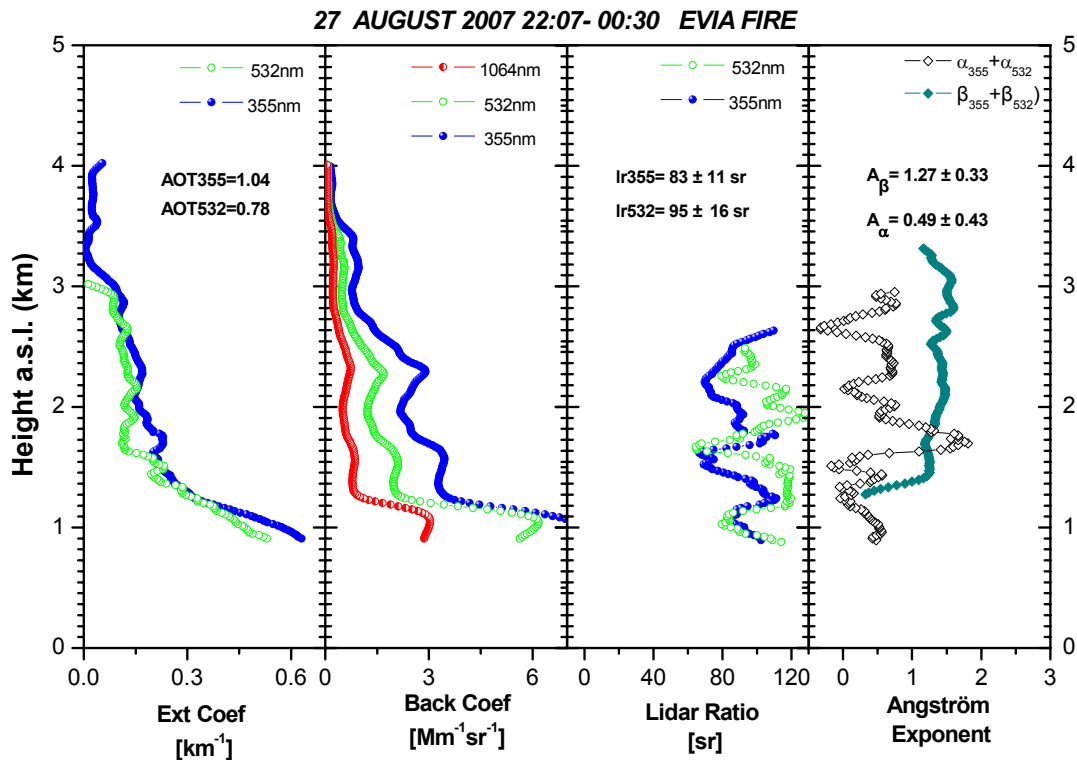 27 AUGUST 2007 22:07- 00:30 EVIA FIRE
Height a.s.l. (km)
5
4
3
2
1
0
532nm
355nm
AOT355=1.04
AOT532=0.78
0.0 0.3 0.6
Ext Coef
[km⁻¹]
1064nm
532nm
355nm
3 6
Back Coef
[Mm⁻¹sr⁻¹]
532nm
355nm
lr355= 83 ± 11 sr
lr532= 95 ± 16 sr
40 80 120
Lidar Ratio
[sr]
α₃₅₅+α₅₃₂
β₃₅₅+β₅₃₂)
A_β = 1.27 ± 0.33
A_α = 0.49 ± 0.43
0 1 2 3
Angström
Exponent
5
4
3
2
1
0